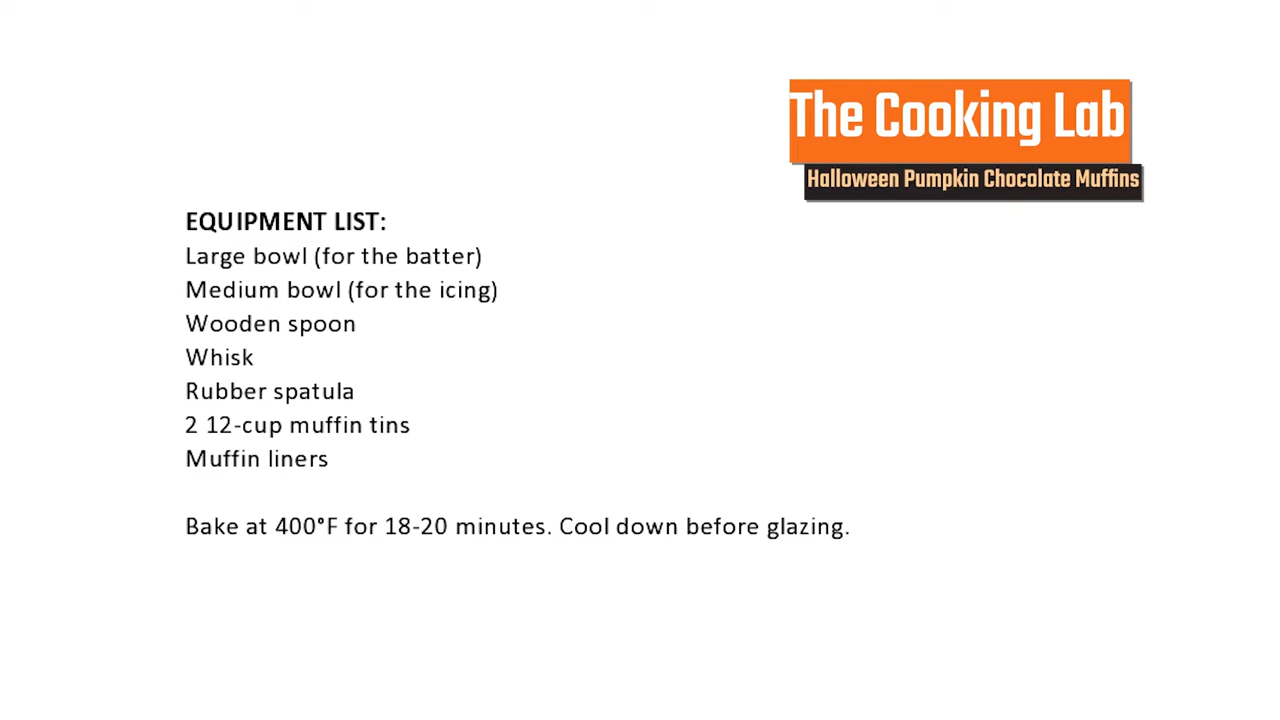 The Cooking Lab
Halloween Pumpkin Chocolate Muffins
EQUIPMENT LIST:
Large bowl (for the batter)
Medium bowl (for the icing)
Wooden spoon
Whisk
Rubber spatula
2 12-cup muffin tins
Muffin liners
Bake at 400°F for 18-20 minutes. Cool down before glazing.